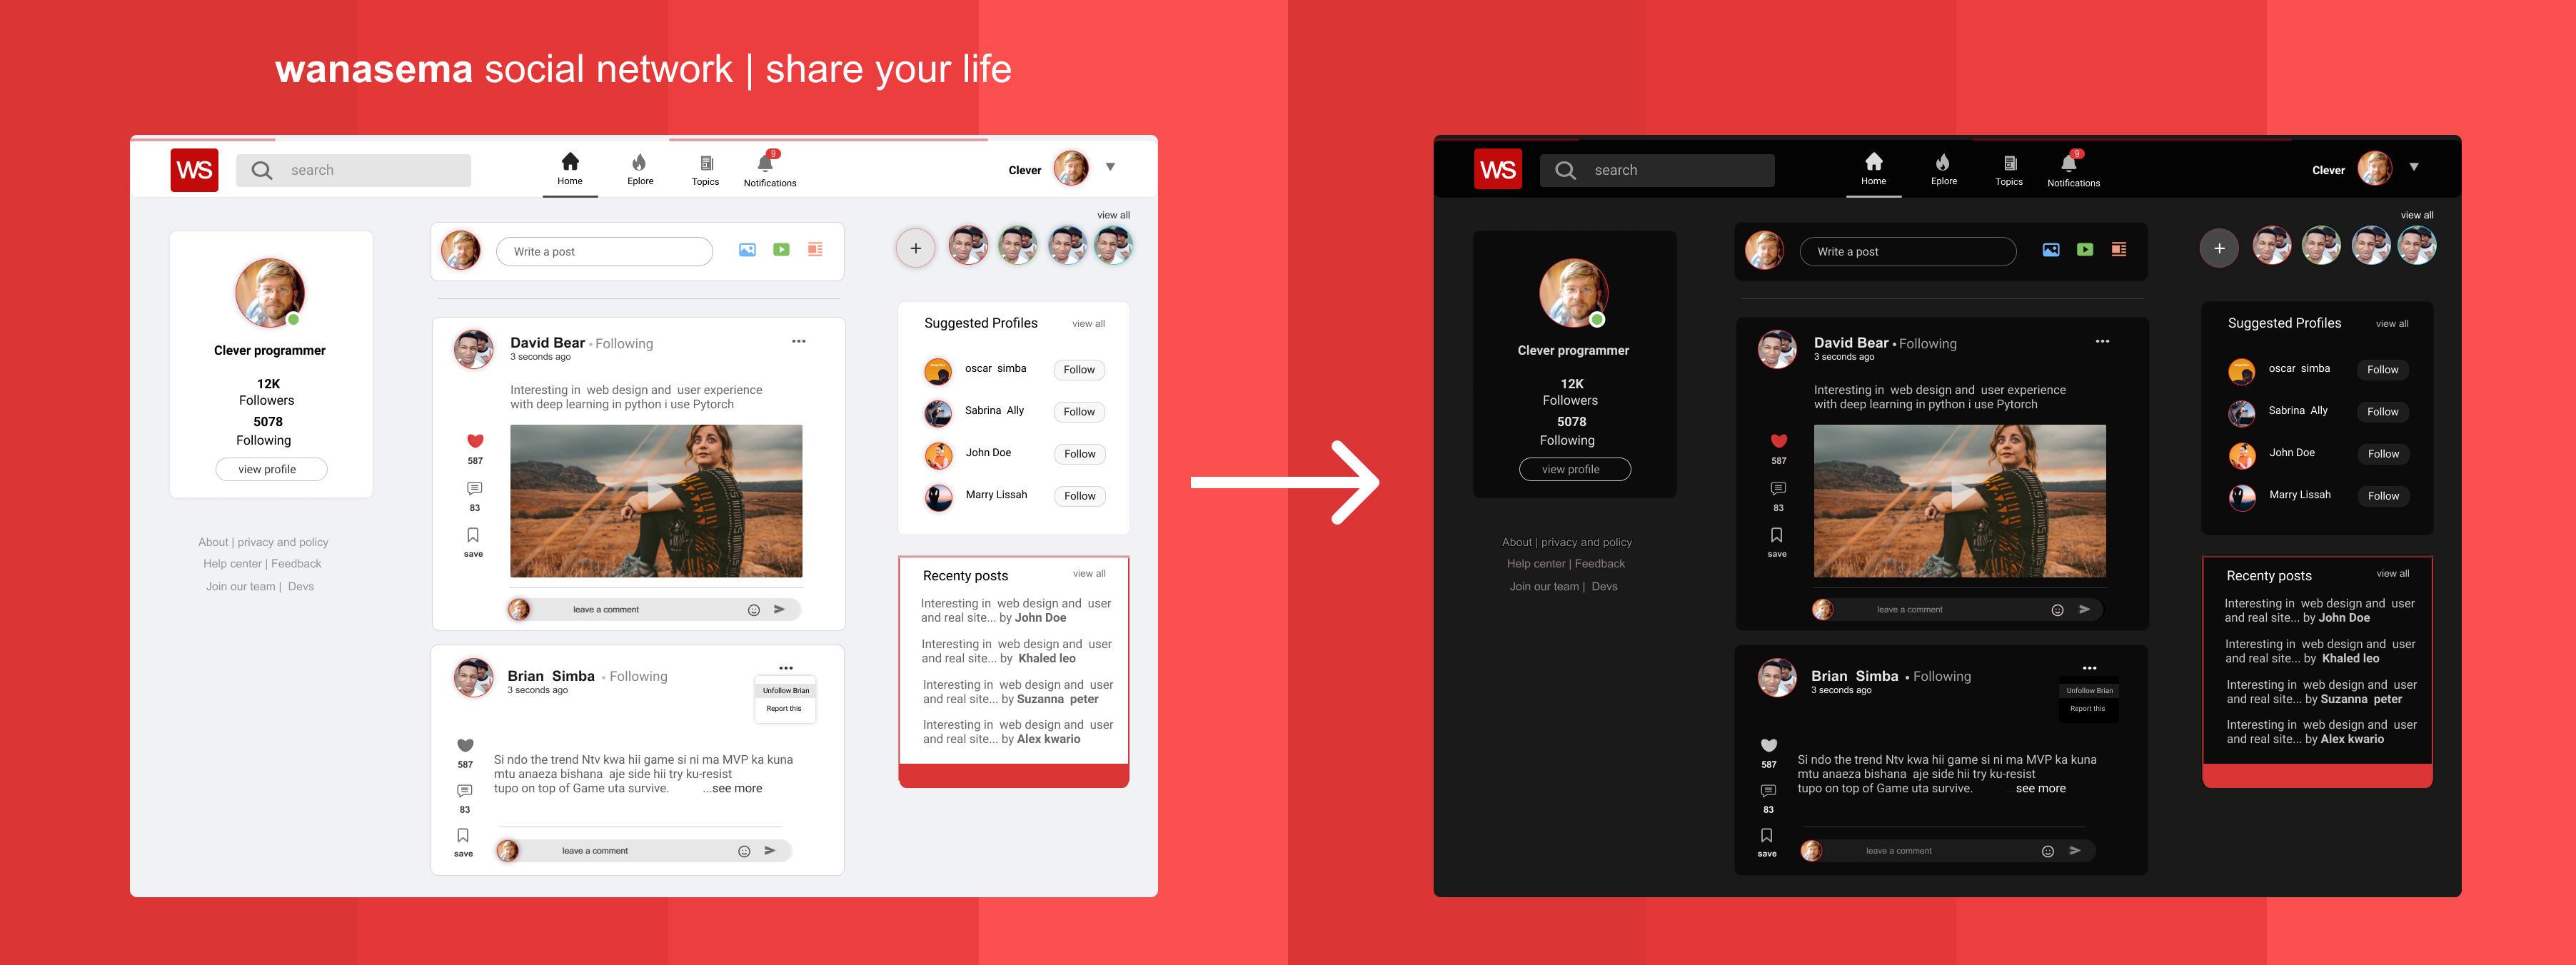 wanasema social network | share your life
WS
search
Home
Eplore
Topics
9
Notifications
Clever
view all
Clever programmer
12K
Followers
5078
Following
view profile
About | privacy and policy
Help center | Feedback
Join our team | Devs
Write a post
David Bear • Following
3 seconds ago
Interesting in web design and user experience
with deep learning in python i use Pytorch
587
83
save
leave a comment
Brian Simba • Following
3 seconds ago
Unfollow Brian
Report this
587
83
save
Si ndo the trend Ntv kwa hii game si ni ma MVP ka kuna
mtu anaeza bishana aje side hii try ku-resist
tupo on top of Game uta survive. ...see more
leave a comment
Suggested Profiles view all
oscar simba Follow
Sabrina Ally Follow
John Doe Follow
Marry Lissah Follow
Recenty posts view all
Interesting in web design and user
and real site... by John Doe
Interesting in web design and user
and real site... by Khaled leo
Interesting in web design and user
and real site... by Suzanna peter
Interesting in web design and user
and real site... by Alex kwario
WS
search
Home
Eplore
Topics
9
Notifications
Clever
view all
Clever programmer
12K
Followers
5078
Following
view profile
About | privacy and policy
Help center | Feedback
Join our team | Devs
Write a post
David Bear • Following
3 seconds ago
Interesting in web design and user experience
with deep learning in python i use Pytorch
587
83
save
leave a comment
Brian Simba • Following
3 seconds ago
Unfollow Brian
Report this
587
83
save
Si ndo the trend Ntv kwa hii game si ni ma MVP ka kuna
mtu anaeza bishana aje side hii try ku-resist
tupo on top of Game uta survive. ...see more
leave a comment
Suggested Profiles view all
oscar simba Follow
Sabrina Ally Follow
John Doe Follow
Marry Lissah Follow
Recenty posts view all
Interesting in web design and user
and real site... by John Doe
Interesting in web design and user
and real site... by Khaled leo
Interesting in web design and user
and real site... by Suzanna peter
Interesting in web design and user
and real site... by Alex kwario